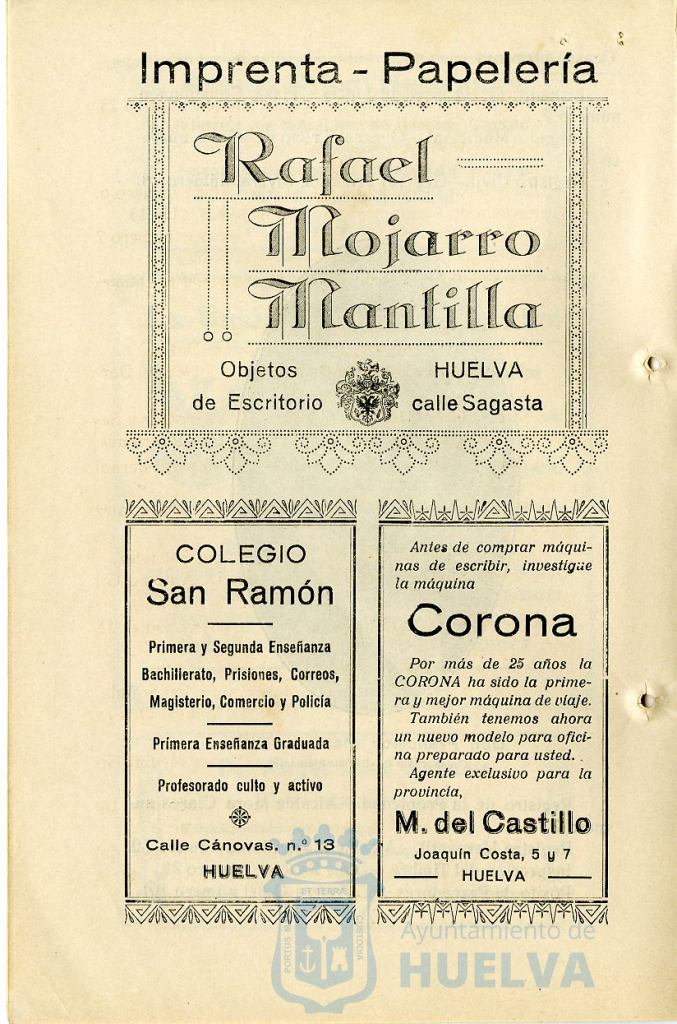 Imprenta - Papelería
Rafael
Mojarro
Mantilla
Objetos
de Escritorio
HUELVA
calle Sagasta
COLEGIO
San Ramón
Primera y Segunda Enseñanza
Bachillerato, Prisiones, Correos,
Magisterio, Comercio y Policía
Primera Enseñanza Graduada
Profesorado culto y activo
Calle Cánovas. n.º 13
HUELVA
Antes de comprar máqui-
nas de escribir, investigue
la máquina
Corona
Por más de 25 años la
CORONA ha sido la prime-
ra y mejor máquina de viaje.
También tenemos ahora
un nuevo modelo para ofici-
na preparado para usted. .
Agente exclusivo para la
provincia,
M. del Castillo
Joaquín Costa, 5 y 7
HUELVA
Ayuntamiento de
HUELVA